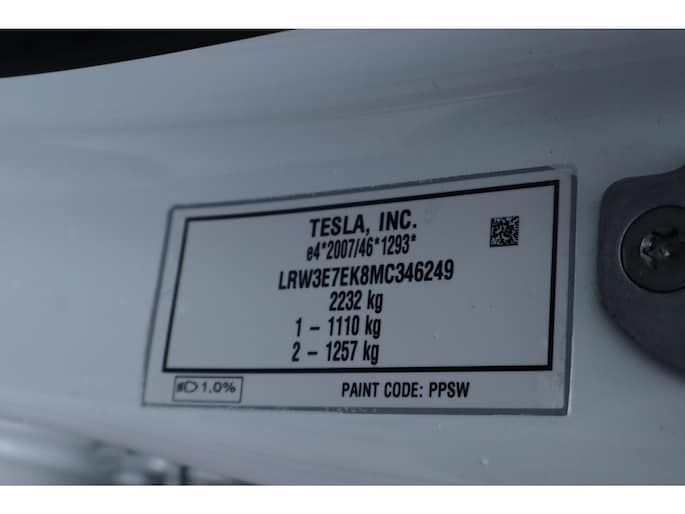 TESLA, INC.
e4*2007/46*1293*
LRW3E7EK8MC346249
2232 kg
1 - 1110 kg
2 - 1257 kg
1.0%
PAINT CODE: PPSW